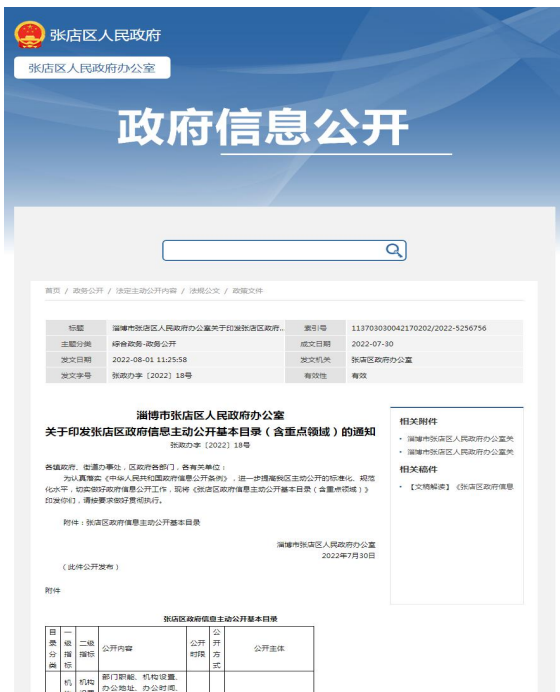 张店区人民政府
张店区人民政府办公室
政府信息公开
首页 / 政务公开 / 法定主动公开内容 / 法规公文 / 政策文件
标题 淄博市张店区人民政府办公室关于印发张店区政府.. 索引号 113703030042170202/2022-5256756
主题分类 综合政务-政务公开 成文日期 2022-07-30
发文日期 2022-08-01 11:25:58 发文机关 张店区政府办公室
发文字号 张政办字〔2022〕18号 有效性 有效
淄博市张店区人民政府办公室
关于印发张店区政府信息主动公开基本目录（含重点领域）的通知
张政办字〔2022〕18号
各镇政府、街道办事处，区政府各部门，各有关单位：
为认真落实《中华人民共和国政府信息公开条例》，进一步提高我区主动公开的标准化、规范
化水平，切实做好政府信息公开工作，现将《张店区政府信息主动公开基本目录（含重点领域）》
印发你们，请按要求做好贯彻执行。
附件：张店区政府信息主动公开基本目录
淄博市张店区人民政府办公室
2022年7月30日
（此件公开发布）
附件
相关附件
· 淄博市张店区人民政府办公室关
· 淄博市张店区人民政府办公室关
相关稿件
· 【文稿解读】《张店区政府信息
张店区政府信息主动公开基本目录
目录分类 一级指标 二级指标 公开内容 公开时限 公开方式 公开主体
机 机构 部门职能、机构设置、
办公地址、办公时间、